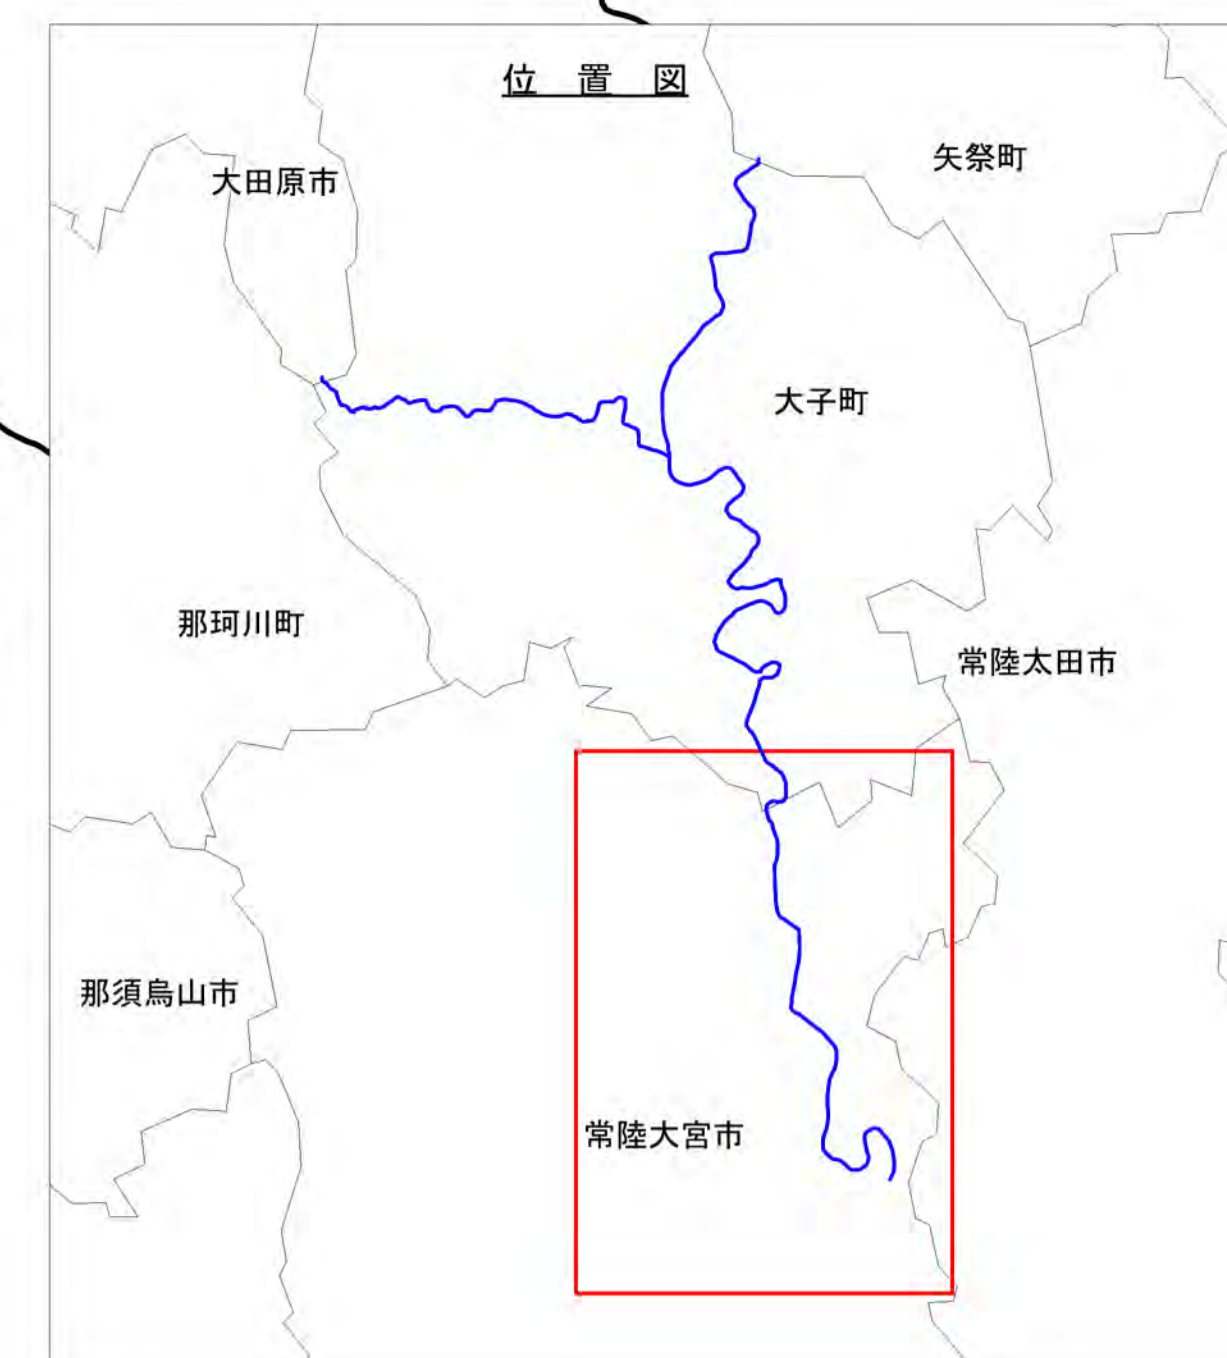 位 置 図
矢祭町
大田原市
大子町
那珂川町
常陸太田市
那須烏山市
常陸大宮市